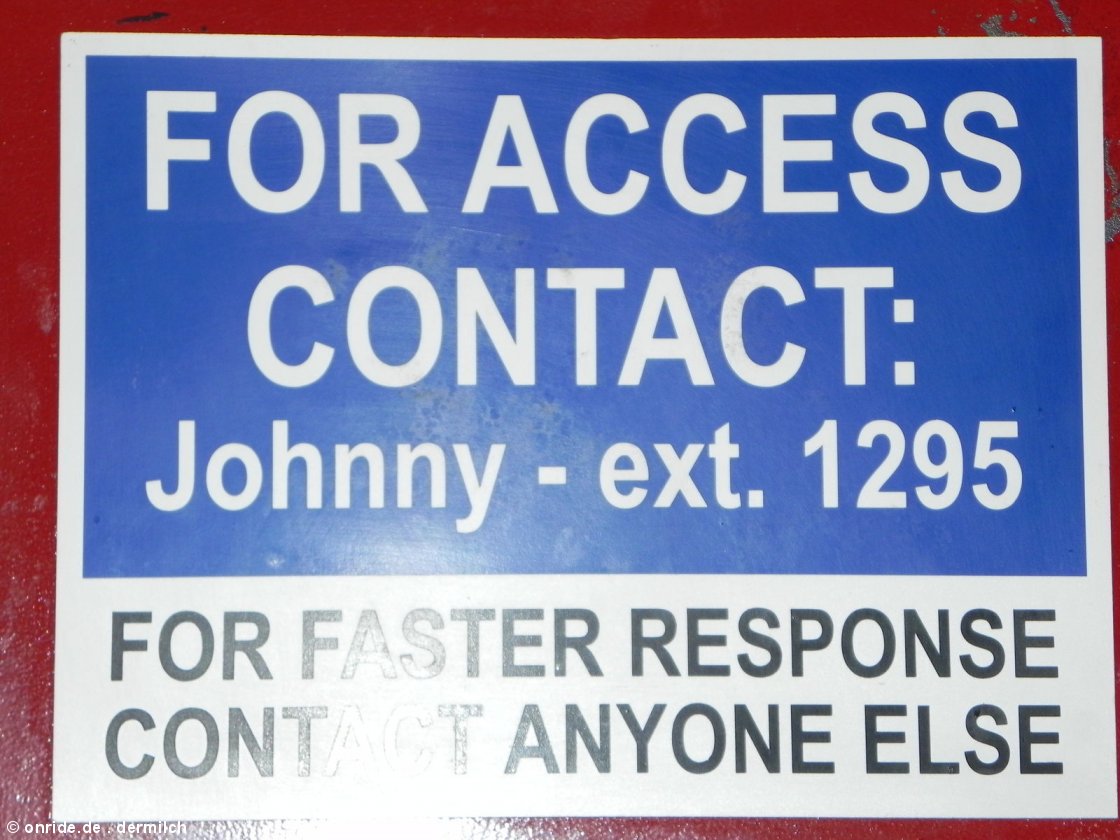 FOR ACCESS
CONTACT:
Johnny - ext. 1295
FOR FASTER RESPONSE
CONTACT ANYONE ELSE
© onride.de . dermilch